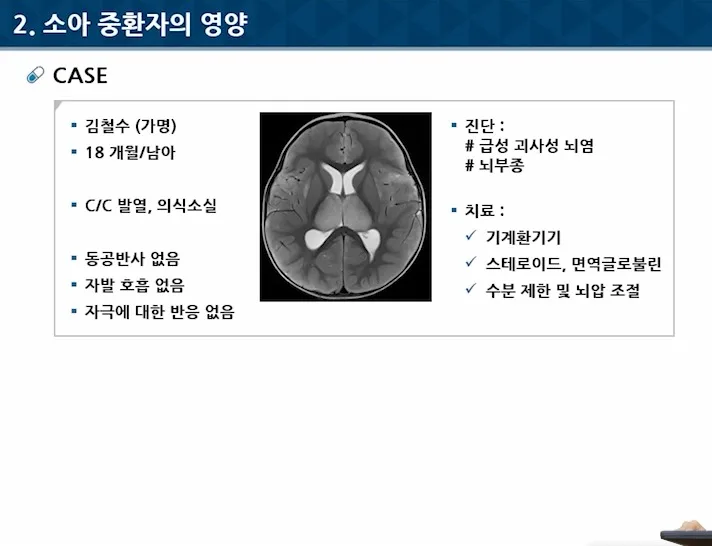 2. 소아 중환자의 영양
CASE
김철수 (가명)
18 개월/남아
C/C 발열, 의식소실
동공반사 없음
자발 호흡 없음
자극에 대한 반응 없음
진단 :
# 급성 괴사성 뇌염
# 뇌부종
치료 :
기계환기기
스테로이드, 면역글로불린
수분 제한 및 뇌압 조절